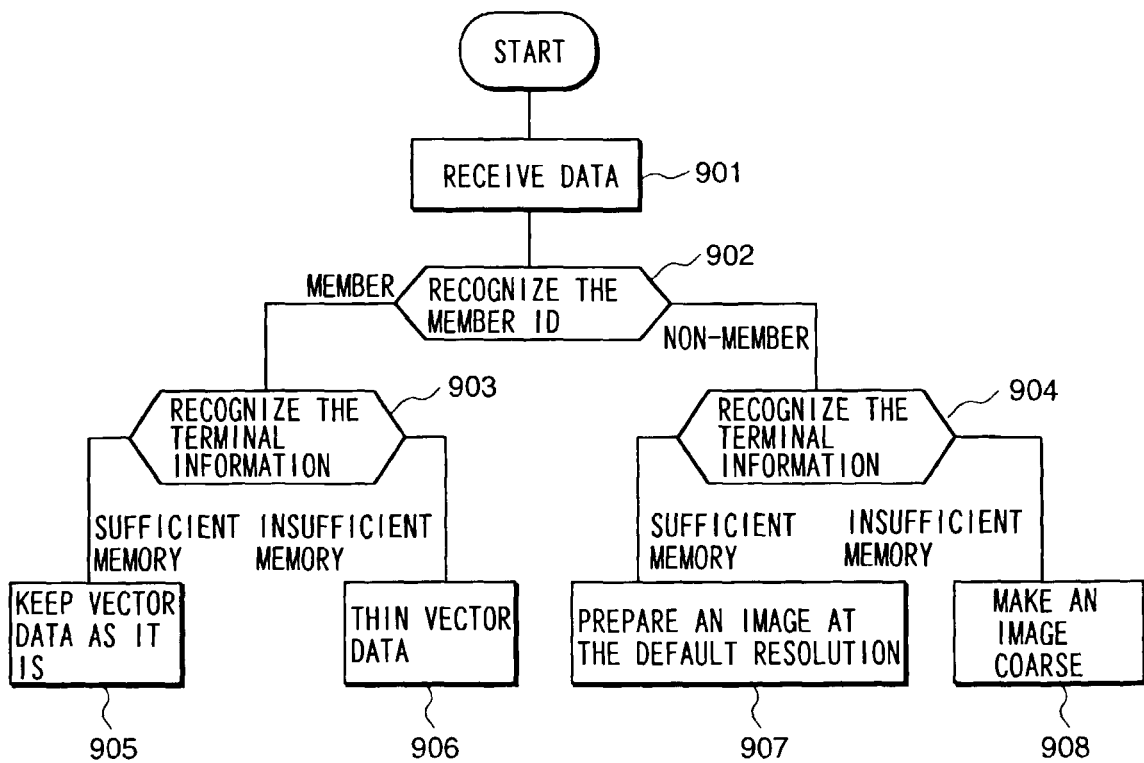 START
RECEIVE DATA
901
902
MEMBER
RECOGNIZE THE
MEMBER ID
NON-MEMBER
903
RECOGNIZE THE
TERMINAL
INFORMATION
904
RECOGNIZE THE
TERMINAL
INFORMATION
SUFFICIENT
MEMORY
INSUFFICIENT
MEMORY
SUFFICIENT
MEMORY
INSUFFICIENT
MEMORY
KEEP VECTOR
DATA AS IT
IS
THIN VECTOR
DATA
PREPARE AN IMAGE AT
THE DEFAULT RESOLUTION
MAKE AN
IMAGE
COARSE
905
906
907
908